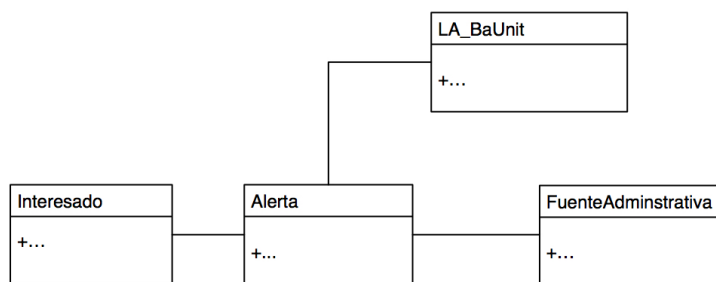 LA_BaUnit
+...
Interesado
+...
Alerta
+...
FuenteAdminstrativa
+...